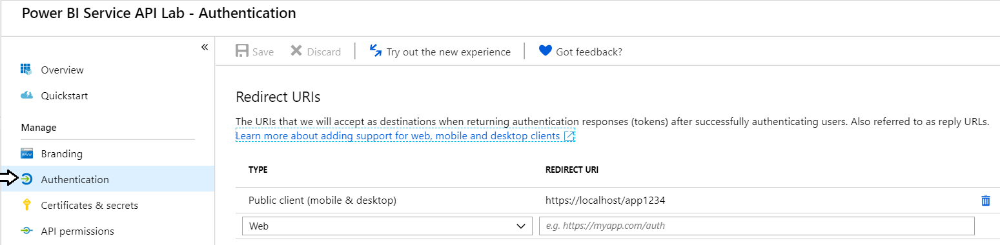 Power BI Service API Lab - Authentication
«
Overview
Quickstart
Manage
Branding
www
Authentication
Certificates & secrets
API permissions
Save
Discard
Try out the new experience
Got feedback?
Redirect URIs
The URIs that we will accept as destinations when returning authentication responses (tokens) after successfully authenticating users. Also referred to as reply URLs.
Learn more about adding support for web, mobile and desktop clients
TYPE REDIRECT URI
Public client (mobile & desktop) https://localhost/app1234
Web e.g. https://myapp.com/auth